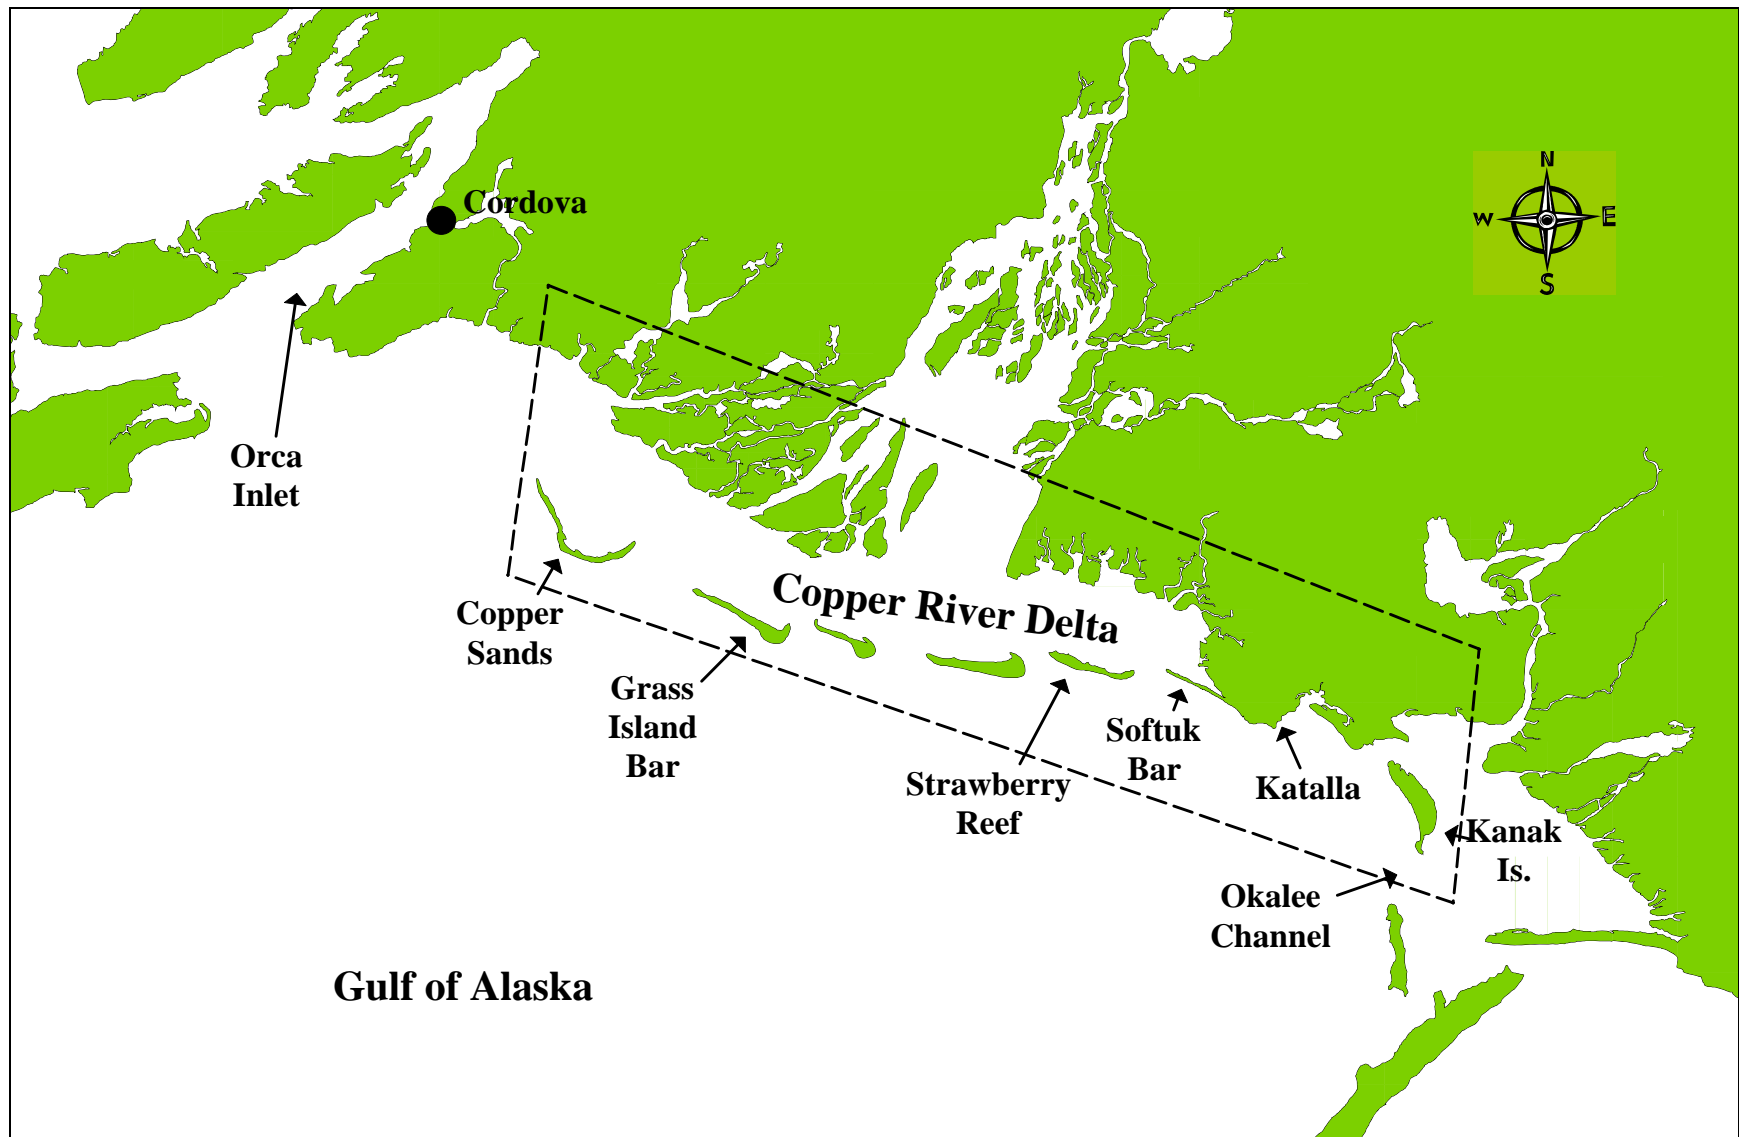 N
W
E
S
Cordova
Orca
Inlet
Copper River Delta
Copper
Sands
Grass
Island
Bar
Strawberry
Reef
Softuk
Bar
Katalla
Kanak
Is.
Okalee
Channel
Gulf of Alaska